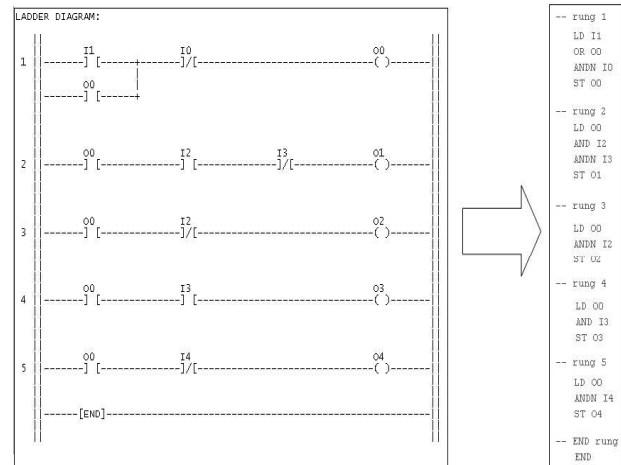 LADDER DIAGRAM:
I1 I0 O0
1 ||------] [------+------]/[--------------------------( )------||
O0
||------] [------+
O0 I2 I3 O1
2 ||------] [-------------] [-------------]/[------------( )------||
O0 I2 O2
3 ||------] [-------------]/[--------------------------( )------||
O0 I3 O3
4 ||------] [-------------] [--------------------------( )------||
O0 I4 O4
5 ||------] [-------------]/[--------------------------( )------||
||------[END]------------------------------------------------||
-- rung 1
LD I1
OR O0
ANDN I0
ST O0
-- rung 2
LD O0
AND I2
ANDN I3
ST O1
-- rung 3
LD O0
ANDN I2
ST O2
-- rung 4
LD O0
AND I3
ST O3
-- rung 5
LD O0
ANDN I4
ST O4
-- END rung
END